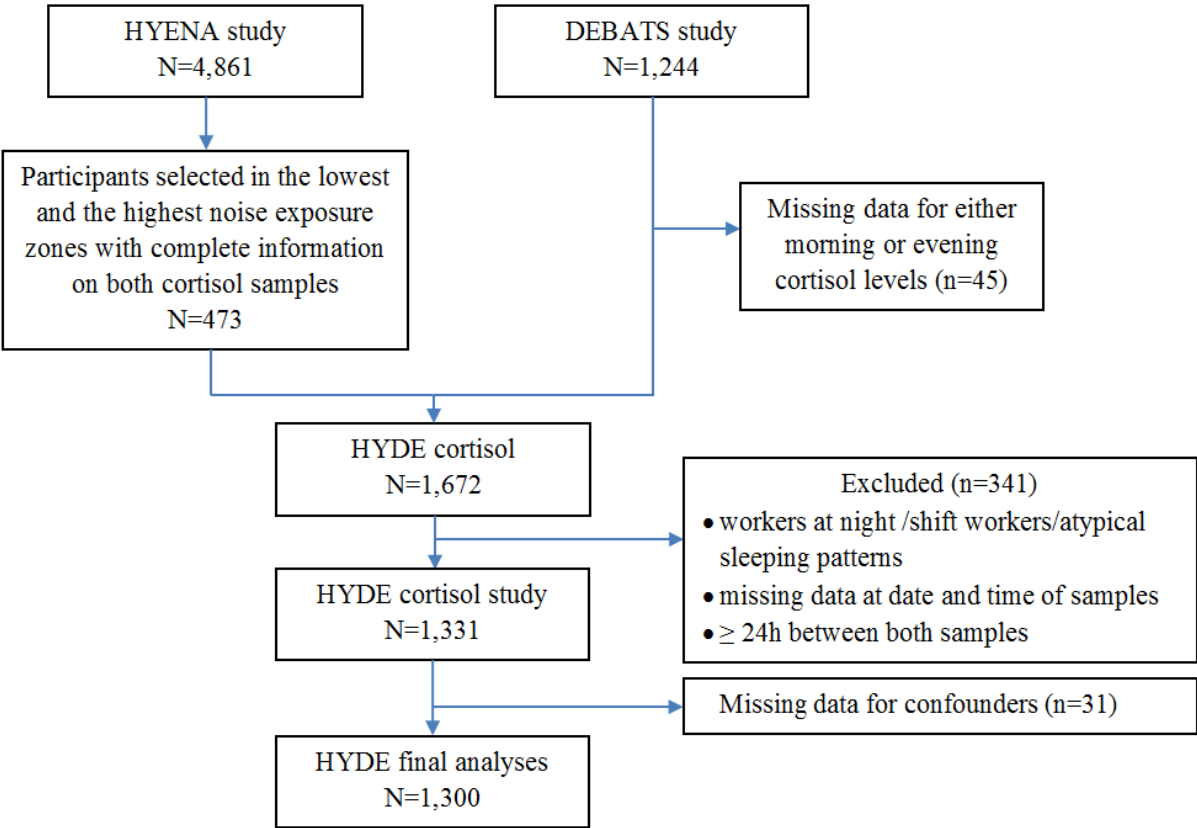 HYENA study
N=4,861
DEBATS study
N=1,244
Participants selected in the lowest
and the highest noise exposure
zones with complete information
on both cortisol samples
N=473
Missing data for either
morning or evening
cortisol levels (n=45)
HYDE cortisol
N=1,672
Excluded (n=341)
• workers at night /shift workers/atypical
sleeping patterns
• missing data at date and time of samples
• ≥ 24h between both samples
HYDE cortisol study
N=1,331
Missing data for confounders (n=31)
HYDE final analyses
N=1,300